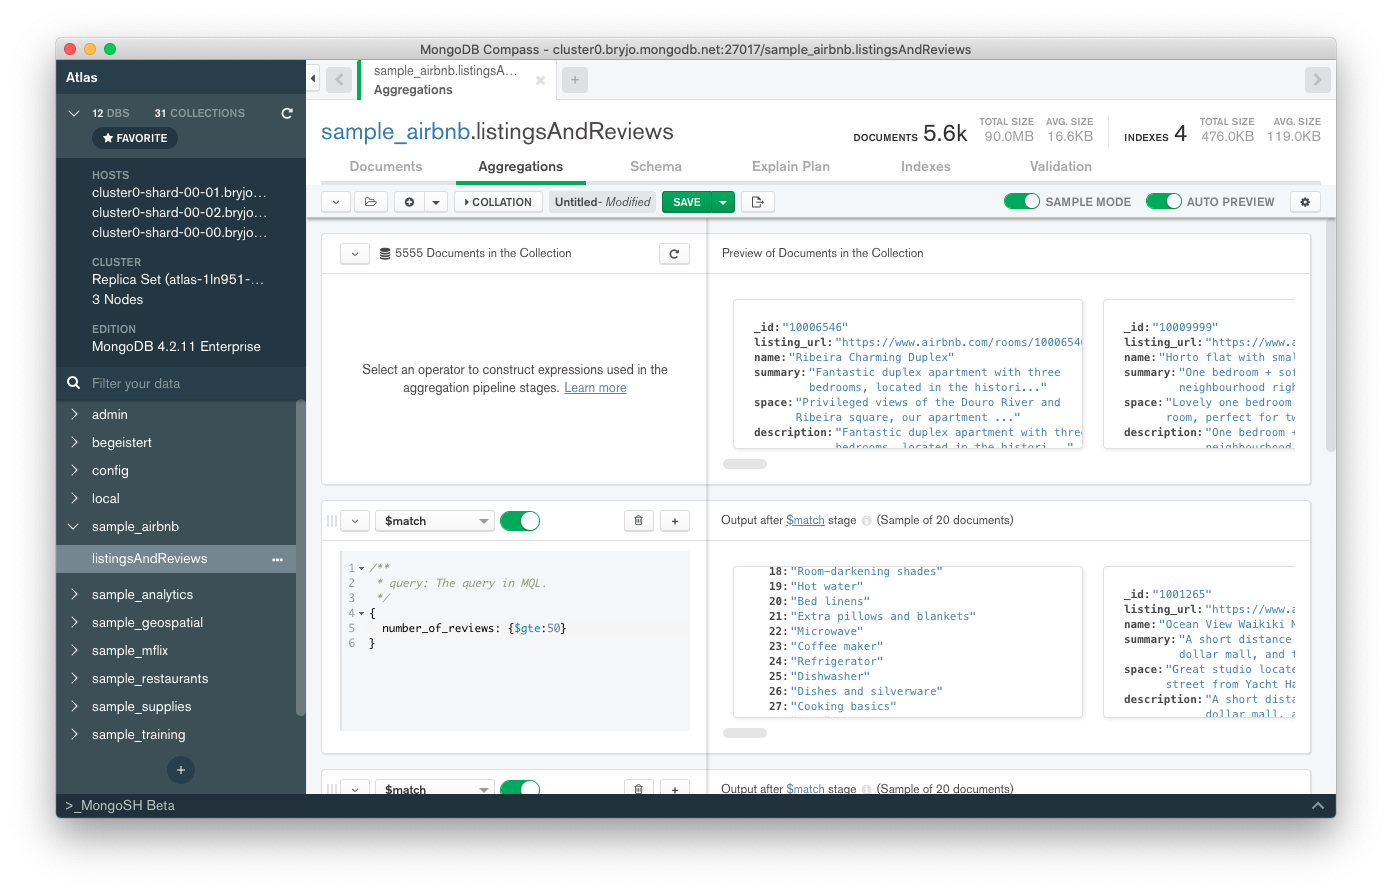 MongoDB Compass - cluster0.bryjo.mongodb.net:27017/sample_airbnb.listingsAndReviews
Atlas
12 DBS 31 COLLECTIONS
FAVORITE
HOSTS
cluster0-shard-00-01.bryjo...
cluster0-shard-00-02.bryjo...
cluster0-shard-00-00.bryjo...
CLUSTER
Replica Set (atlas-1ln951-...
3 Nodes
EDITION
MongoDB 4.2.11 Enterprise
Filter your data
admin
begeistert
config
local
sample_airbnb
listingsAndReviews
sample_analytics
sample_geospatial
sample_mflix
sample_restaurants
sample_supplies
sample_training
>_MongoSH Beta
sample_airbnb.listingsA...
Aggregations
sample_airbnb.listingsAndReviews
DOCUMENTS 5.6k
TOTAL SIZE 90.0MB
AVG. SIZE 16.6KB
INDEXES 4
TOTAL SIZE 476.0KB
AVG. SIZE 119.0KB
Documents Aggregations Schema Explain Plan Indexes Validation
COLLATION Untitled- Modified SAVE SAMPLE MODE AUTO PREVIEW
5555 Documents in the Collection
Select an operator to construct expressions used in the
aggregation pipeline stages. Learn more
Preview of Documents in the Collection
_id:"10006546"
listing_url:"https://www.airbnb.com/rooms/1000654
name:"Ribeira Charming Duplex"
summary:"Fantastic duplex apartment with three
bedrooms, located in the histori..."
space:"Privileged views of the Douro River and
Ribeira square, our apartment ..."
description:"Fantastic duplex apartment with three
bedrooms, located in the histori..."
_id:"10009999"
listing_url:"https://www.a
name:"Horto flat with smal
summary:"One bedroom + sof
neighbourhood righ
space:"Lovely one bedroom
room, perfect for tw
description:"One bedroom +
neighbourhood
$match
1 /**
2 * query: The query in MQL.
3 */
4 {
5 number_of_reviews: {$gte:50}
6 }
Output after $match stage (Sample of 20 documents)
18:"Room-darkening shades"
19:"Hot water"
20:"Bed linens"
21:"Extra pillows and blankets"
22:"Microwave"
23:"Coffee maker"
24:"Refrigerator"
25:"Dishwasher"
26:"Dishes and silverware"
27:"Cooking basics"
_id:"1001265"
listing_url:"https://www.a
name:"Ocean View Waikiki M
summary:"A short distance
dollar mall, and t
space:"Great studio locate
street from Yacht Ha
description:"A short dista
dollar mall, a
$match
Output after $match stage (Sample of 20 documents)